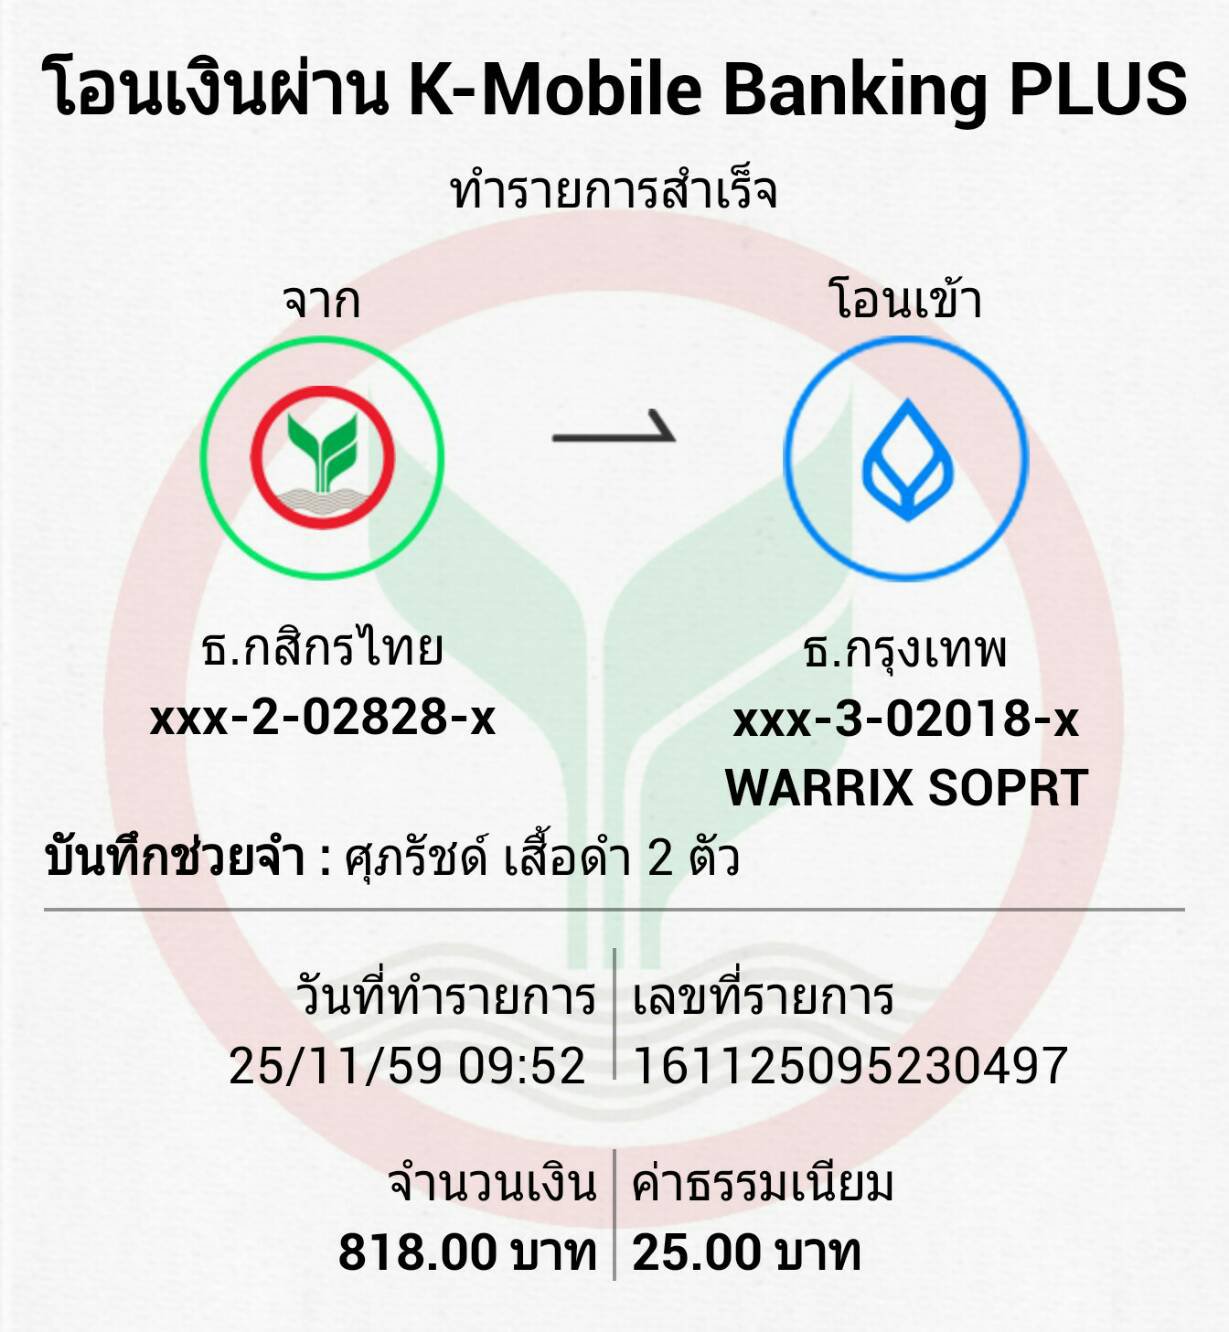 โอนเงินผ่าน K-Mobile Banking PLUS
ทำรายการสำเร็จ
จาก
โอนเข้า
ธ.กสิกรไทย
xxx-2-02828-x
ธ.กรุงเทพ
xxx-3-02018-x
WARRIX SOPRT
บันทึกช่วยจำ : ศุภรัชด์ เสื้อดำ 2 ตัว
วันที่ทำรายการ
25/11/59 09:52
เลขที่รายการ
161125095230497
จำนวนเงิน
818.00 บาท
ค่าธรรมเนียม
25.00 บาท